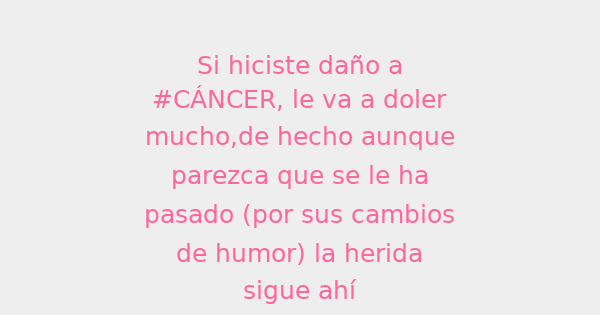 Si hiciste daño a
#CÁNCER, le va a doler
mucho,de hecho aunque
parezca que se le ha
pasado (por sus cambios
de humor) la herida
sigue ahí